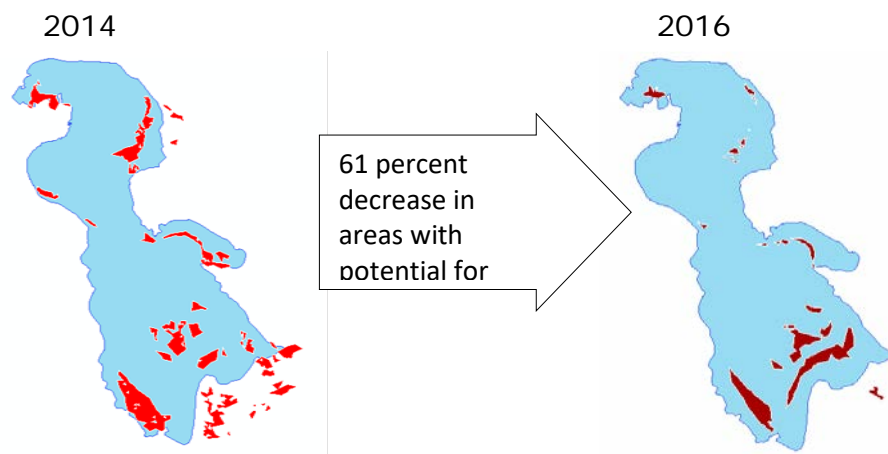 2014
2016
61 percent
decrease in
areas with
potential for